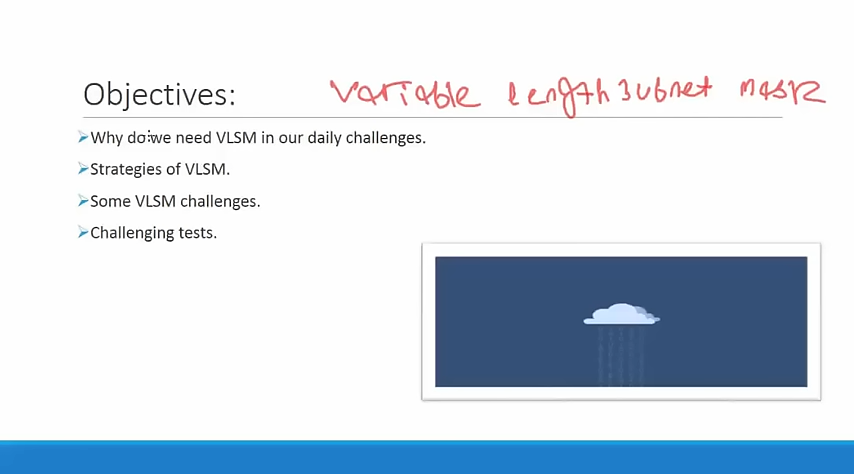 Objectives: Variable length Subnet mask
➤Why do we need VLSM in our daily challenges.
➤Strategies of VLSM.
➤Some VLSM challenges.
➤Challenging tests.